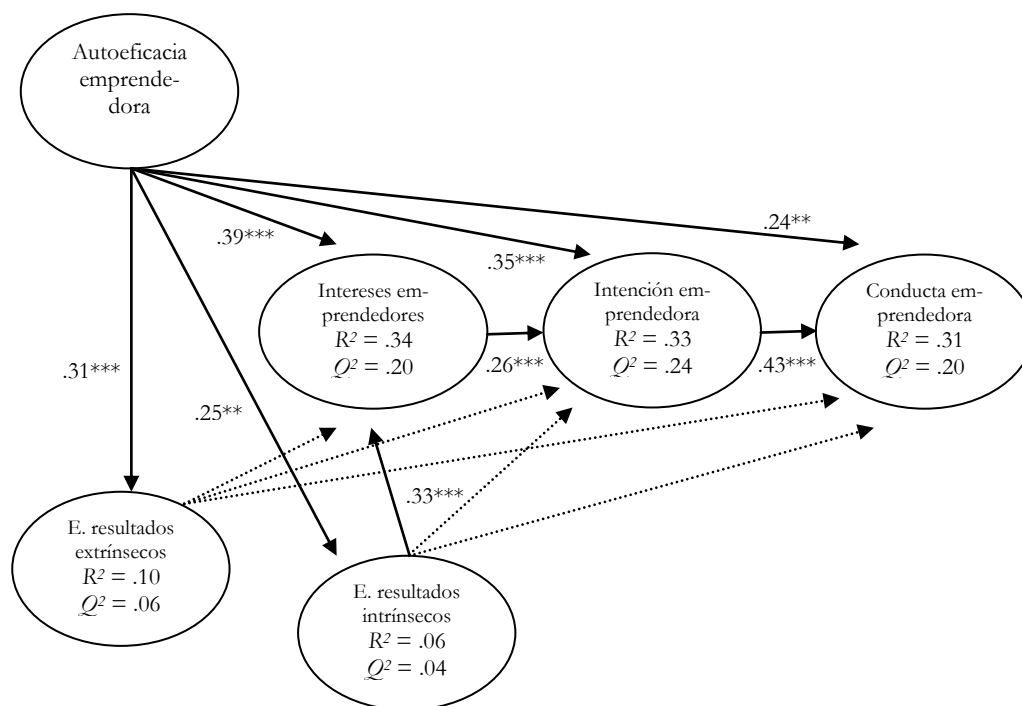 Autoeficacia
emprende-
dora
.39***
.35***
.24**
Intereses em-
prendedores
R² = .34
Q² = .20
.26***
Intención em-
prendedora
R² = .33
Q² = .24
.43***
Conducta em-
prendedora
R² = .31
Q² = .20
.31***
.25**
.33***
E. resultados
extrínsecos
R² = .10
Q² = .06
E. resultados
intrínsecos
R² = .06
Q² = .04